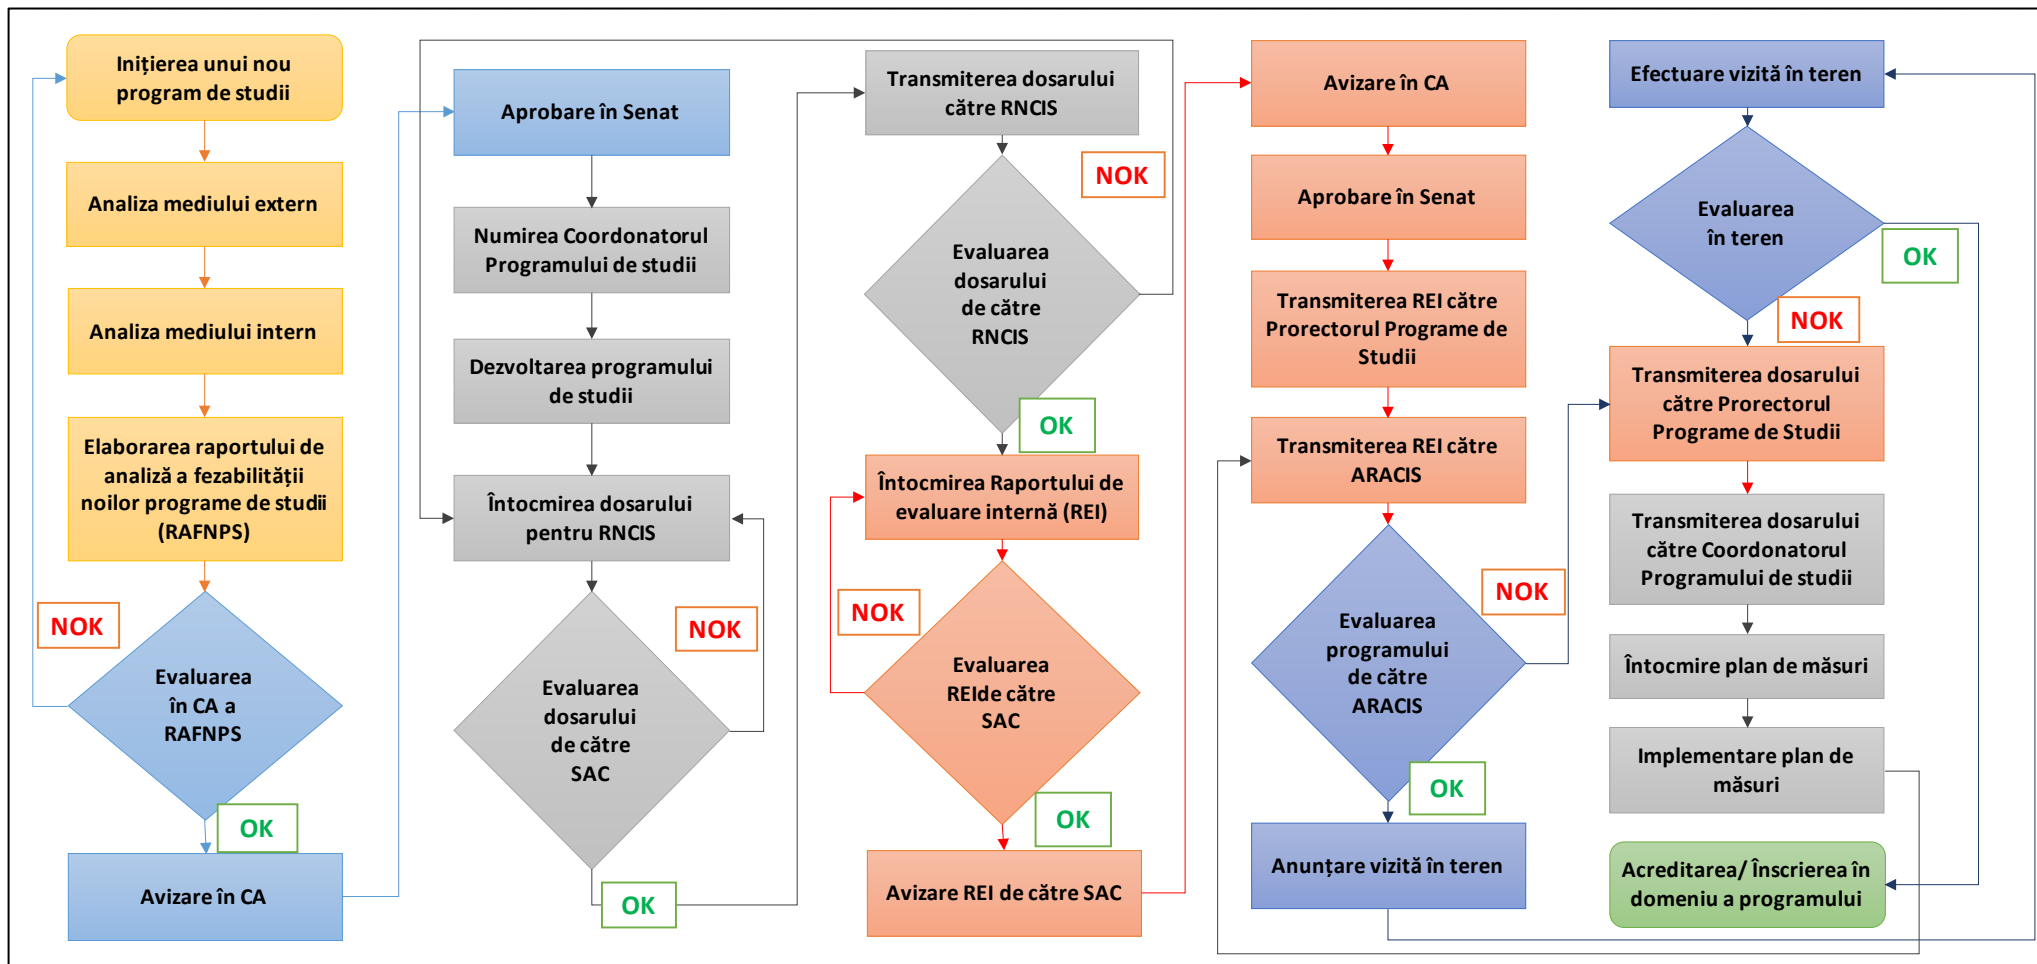 Inițierea unui nou
program de studii
Analiza mediului extern
Analiza mediului intern
Elaborarea raportului de
analiză a fezabilității
noilor programe de studii
(RAFNPS)
NOK
Evaluarea
în CA a
RAFNPS
OK
Avizare în CA
Aprobare în Senat
Numirea Coordonatorul
Programului de studii
Dezvoltarea programului
de studii
Întocmirea dosarului
pentru RNCIS
NOK
Evaluarea
dosarului
de către
SAC
OK
Transmiterea dosarului
către RNCIS
NOK
Evaluarea
dosarului
de către
RNCIS
OK
Întocmirea Raportului de
evaluare internă (REI)
NOK
Evaluarea
REIde către
SAC
OK
Avizare REI de către SAC
Avizare în CA
Aprobare în Senat
Transmiterea REI către
Prorectorul Programe de
Studii
Transmiterea REI către
ARACIS
NOK
Evaluarea
programului
de către
ARACIS
OK
Anunțare vizită în teren
Efectuare vizită în teren
Evaluarea
în teren
OK
NOK
Transmiterea dosarului
către Prorectorul
Programe de Studii
Transmiterea dosarului
către Coordonatorul
Programului de studii
Întocmire plan de măsuri
Implementare plan de
măsuri
Acreditarea/ Înscrierea în
domeniu a programului